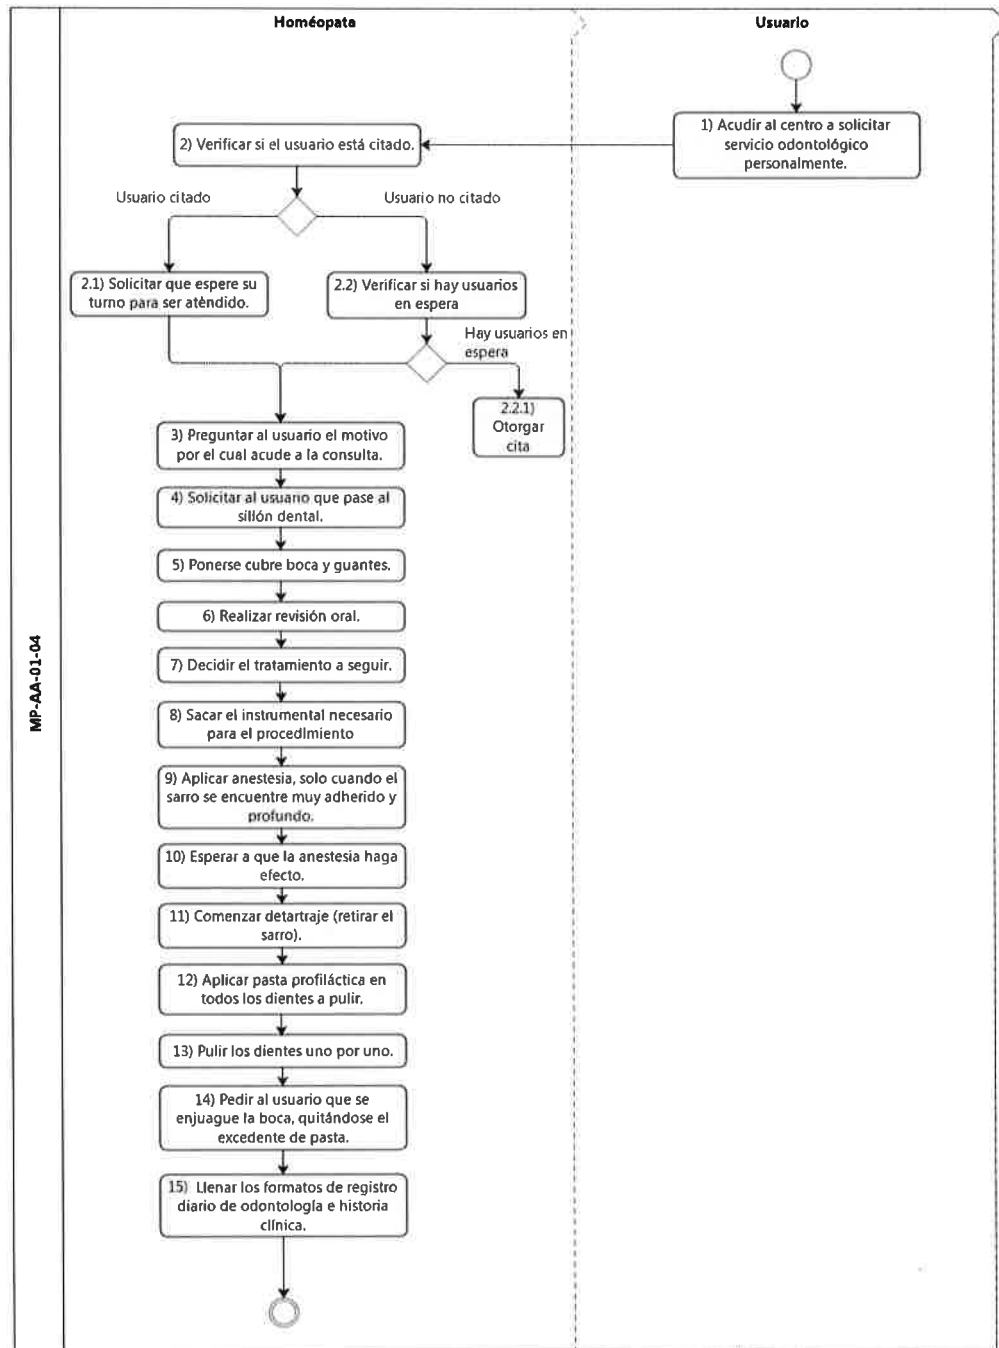 Homéopata
Usuario
MP-AA-01-04
1) Acudir al centro a solicitar
servicio odontológico
personalmente.
2) Verificar si el usuario está citado.
Usuario citado
Usuario no citado
2.1) Solicitar que espere su
turno para ser aténdido.
2.2) Verificar si hay usuarios
en espera
Hay usuarios en
espera
2.2.1)
Otorgar
cita
3) Preguntar al usuario el motivo
por el cual acude a la consulta.
4) Solicitar al usuario que pase al
sillón dental.
5) Ponerse cubre boca y guantes.
6) Realizar revisión oral.
7) Decidir el tratamiento a seguir.
8) Sacar el instrumental necesario
para el procedimiento
9) Aplicar anestesia, solo cuando el
sarro se encuentre muy adherido y
profundo.
10) Esperar a que la anestesia haga
efecto.
11) Comenzar detartraje (retirar el
sarro).
12) Aplicar pasta profiláctica en
todos los dientes a pulir.
13) Pulir los dientes uno por uno.
14) Pedir al usuario que se
enjuague la boca, quitándose el
excedente de pasta.
15) Llenar los formatos de registro
diario de odontología e historia
clínica.